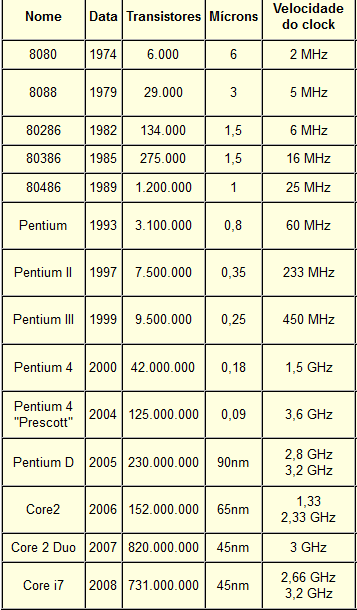 Nome Data Transistores Mícrons Velocidade do clock
8080 1974 6.000 6 2 MHz
8088 1979 29.000 3 5 MHz
80286 1982 134.000 1,5 6 MHz
80386 1985 275.000 1,5 16 MHz
80486 1989 1.200.000 1 25 MHz
Pentium 1993 3.100.000 0,8 60 MHz
Pentium II 1997 7.500.000 0,35 233 MHz
Pentium III 1999 9.500.000 0,25 450 MHz
Pentium 4 2000 42.000.000 0,18 1,5 GHz
Pentium 4 "Prescott" 2004 125.000.000 0,09 3,6 GHz
Pentium D 2005 230.000.000 90nm 2,8 GHz 3,2 GHz
Core2 2006 152.000.000 65nm 1,33 2,33 GHz
Core 2 Duo 2007 820.000.000 45nm 3 GHz
Core i7 2008 731.000.000 45nm 2,66 GHz 3,2 GHz